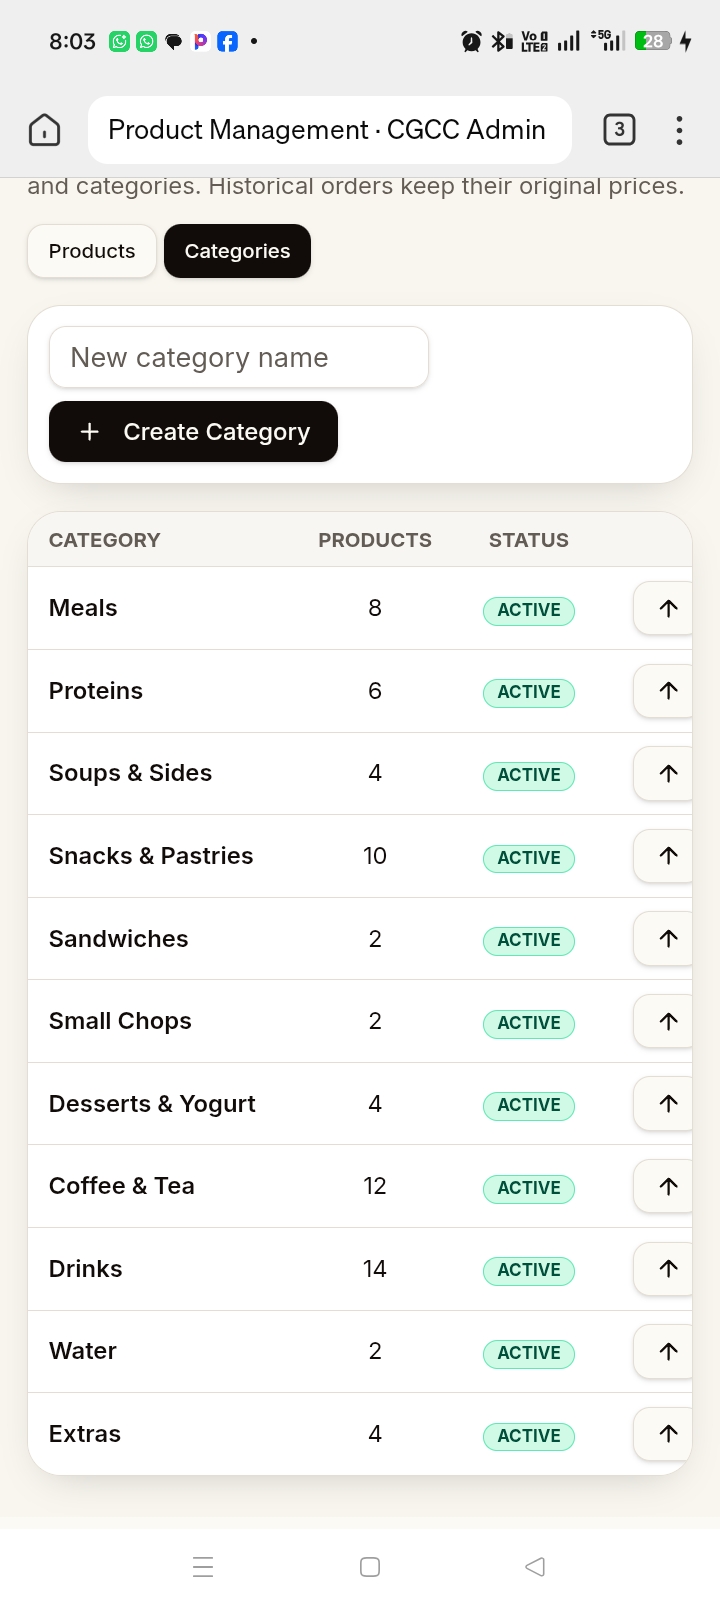 8:03
Vo
LTE2
5G
28
Product Management · CGCC Admin
3
and categories. Historical orders keep their original prices.
Products
Categories
New category name
+ Create Category
CATEGORY PRODUCTS STATUS
Meals 8 ACTIVE
Proteins 6 ACTIVE
Soups & Sides 4 ACTIVE
Snacks & Pastries 10 ACTIVE
Sandwiches 2 ACTIVE
Small Chops 2 ACTIVE
Desserts & Yogurt 4 ACTIVE
Coffee & Tea 12 ACTIVE
Drinks 14 ACTIVE
Water 2 ACTIVE
Extras 4 ACTIVE